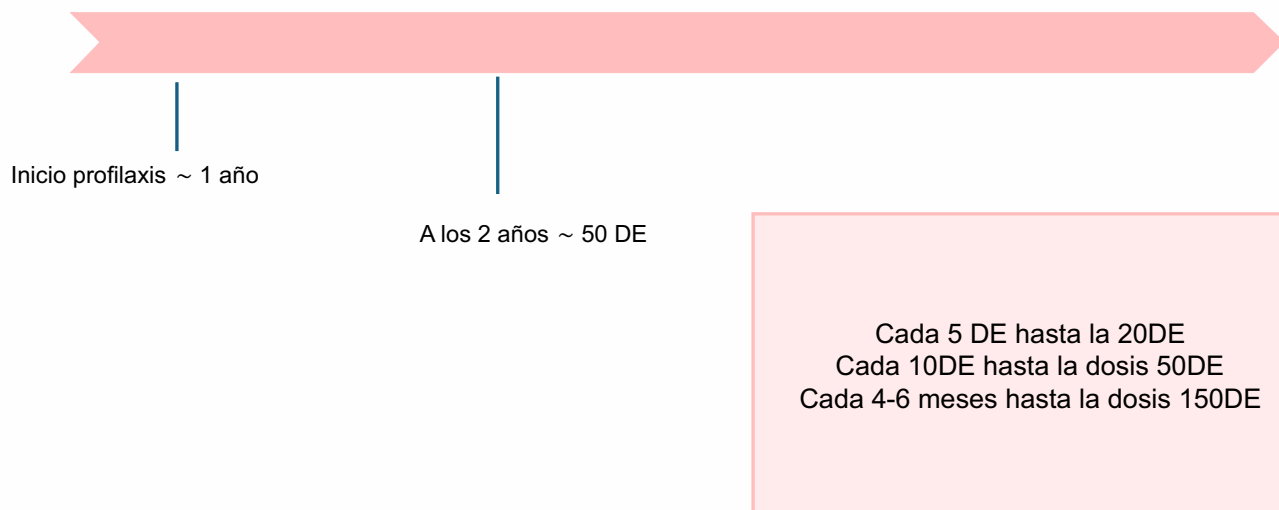 Inicio profilaxis ~ 1 año
A los 2 años ~ 50 DE
Cada 5 DE hasta la 20DE
Cada 10DE hasta la dosis 50DE
Cada 4-6 meses hasta la dosis 150DE